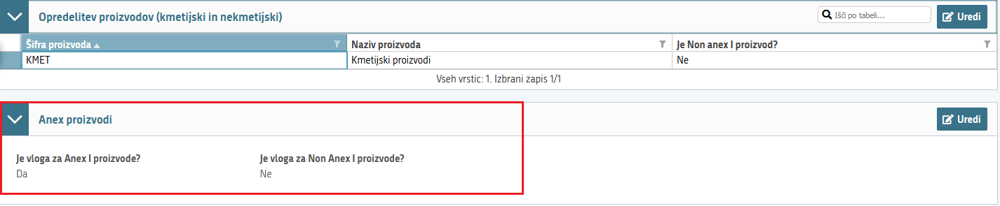 Opredelitev proizvodov (kmetijski in nekmetijski)
Išči po tabeli...
Uredi
Šifra proizvoda
Naziv proizvoda
Je Non anex I proizvod?
KMET
Kmetijski proizvodi
Ne
Vseh vrstic: 1. Izbrani zapis 1/1
Anex proizvodi
Uredi
Je vloga za Anex I proizvode?
Je vloga za Non Anex I proizvode?
Da
Ne